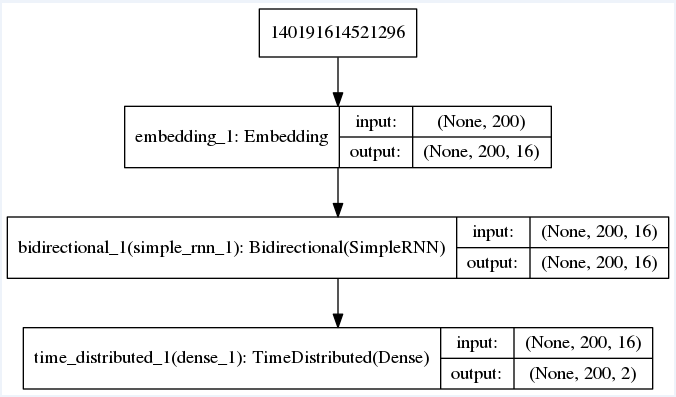 140191614521296
embedding_1: Embedding
input:
(None, 200)
output:
(None, 200, 16)
bidirectional_1(simple_rnn_1): Bidirectional(SimpleRNN)
input:
(None, 200, 16)
output:
(None, 200, 16)
time_distributed_1(dense_1): TimeDistributed(Dense)
input:
(None, 200, 16)
output:
(None, 200, 2)